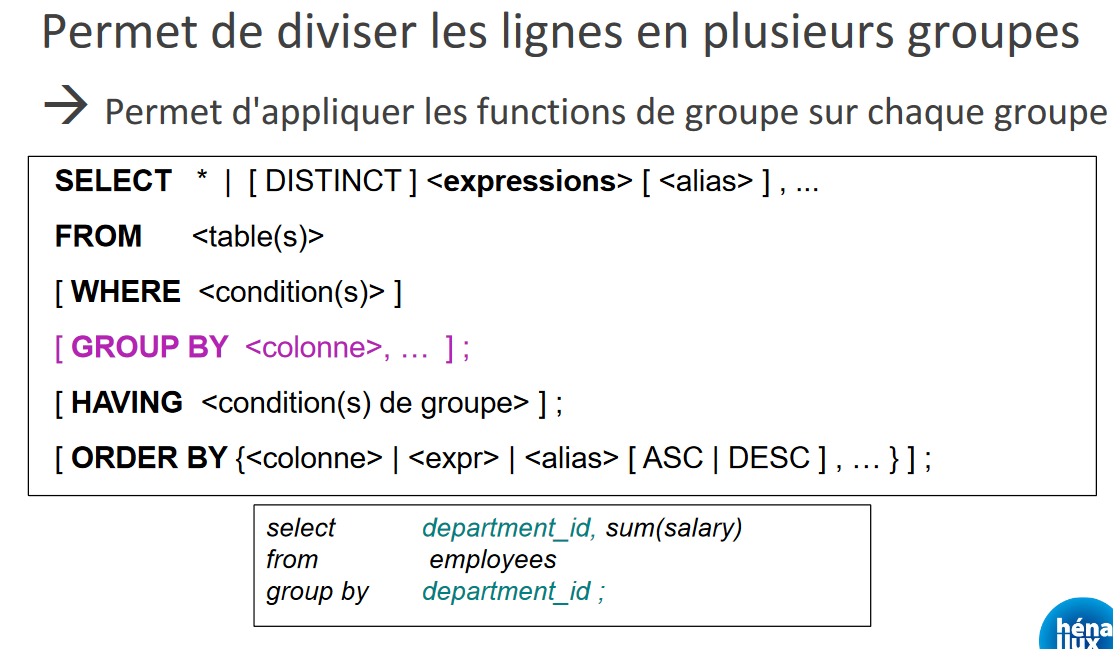 Permet de diviser les lignes en plusieurs groupes
→ Permet d'appliquer les functions de groupe sur chaque groupe
SELECT * | [ DISTINCT ] <expressions> [ <alias> ] , ...
FROM <table(s)>
[ WHERE <condition(s)> ]
[ GROUP BY <colonne>, … ] ;
[ HAVING <condition(s) de groupe> ] ;
[ ORDER BY {<colonne> | <expr> | <alias> [ ASC | DESC ] , … } ] ;
select department_id, sum(salary)
from employees
group by department_id ;
héna
llux